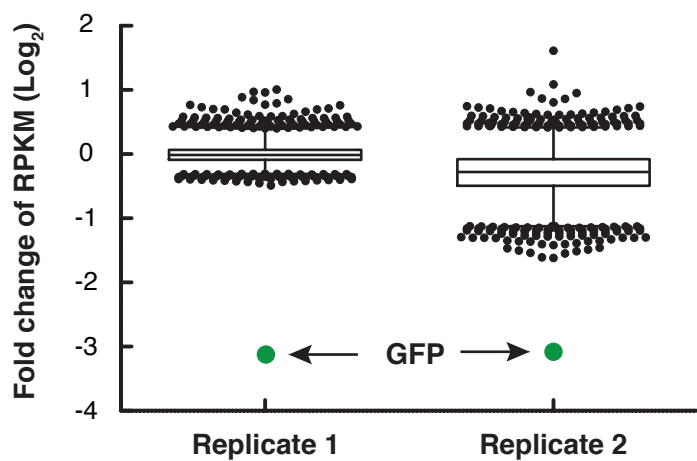 Fold change of RPKM (Log₂)
2
1
0
-1
-2
-3
-4
GFP
Replicate 1 Replicate 2